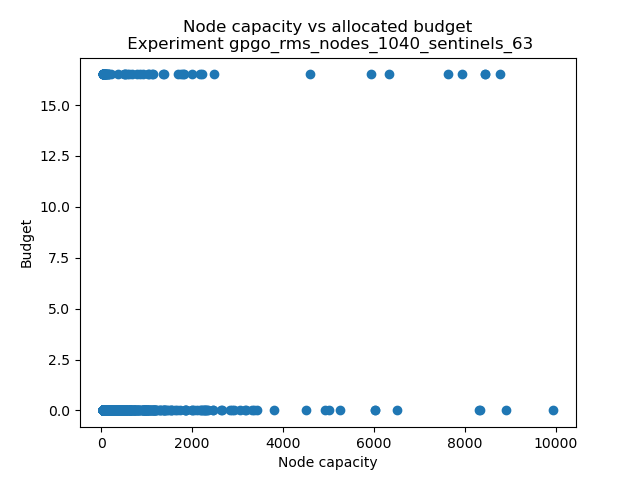 Node capacity vs allocated budget
Experiment gpgo_rms_nodes_1040_sentinels_63
15.0
12.5
10.0
7.5
5.0
2.5
0.0
Budget
0 2000 4000 6000 8000 10000
Node capacity